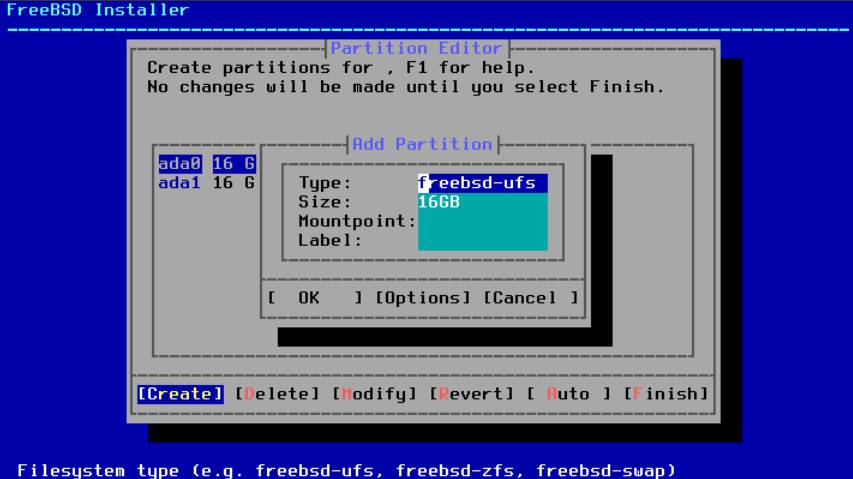 FreeBSD Installer
Partition Editor
Create partitions for , F1 for help.
No changes will be made until you select Finish.
Add Partition
ada0 16 G
ada1 16 G
Type: freebsd-ufs
Size: 16GB
Mountpoint:
Label:
[ OK ] [Options] [Cancel ]
[Create] [Delete] [Modify] [Revert] [ Auto ] [Finish]
Filesystem type (e.g. freebsd-ufs, freebsd-zfs, freebsd-swap)